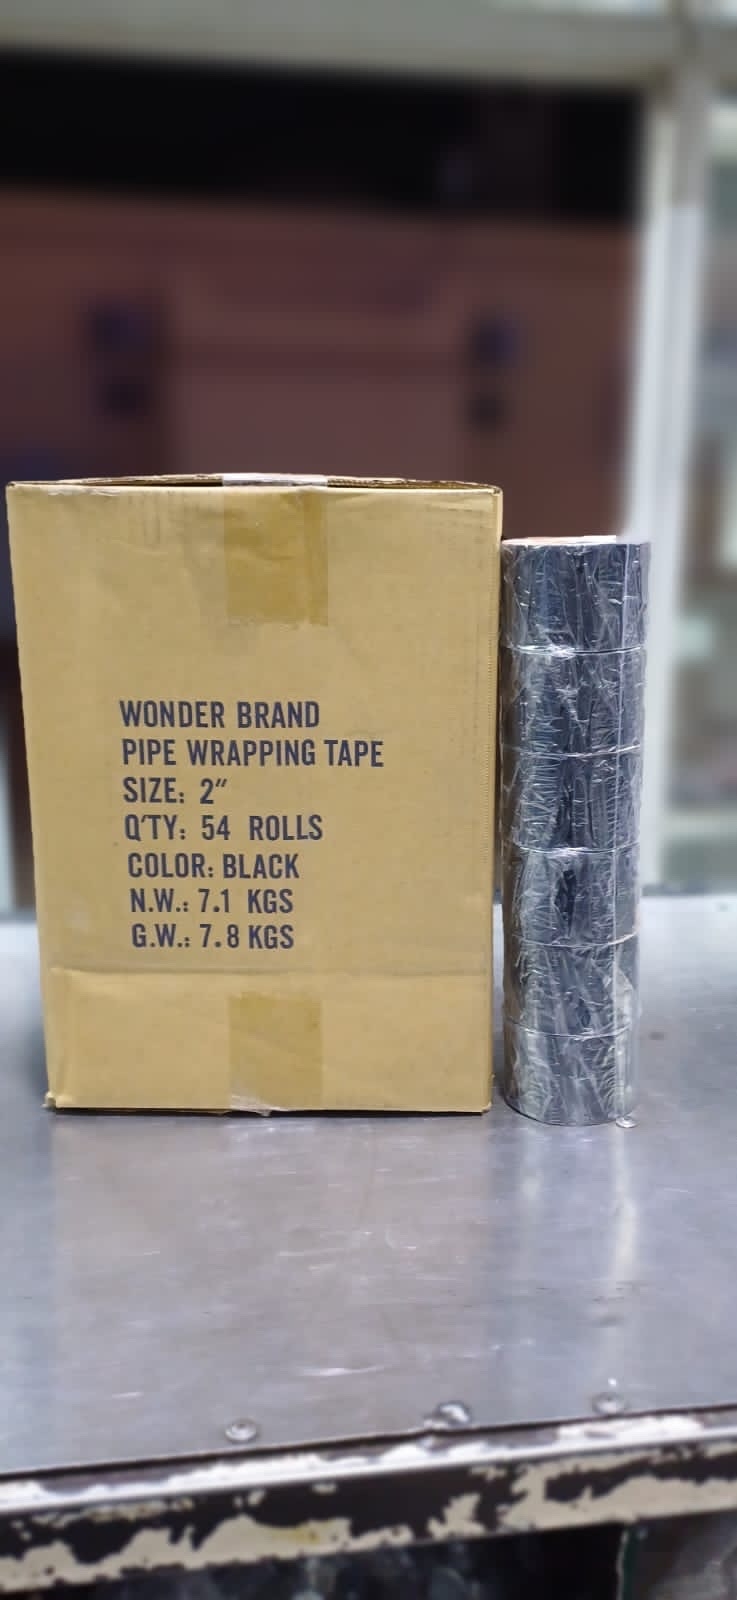 WONDER BRAND
PIPE WRAPPING TAPE
SIZE: 2"
Q'TY: 54 ROLLS
COLOR: BLACK
N.W.: 7.1 KGS
G.W.: 7.8 KGS